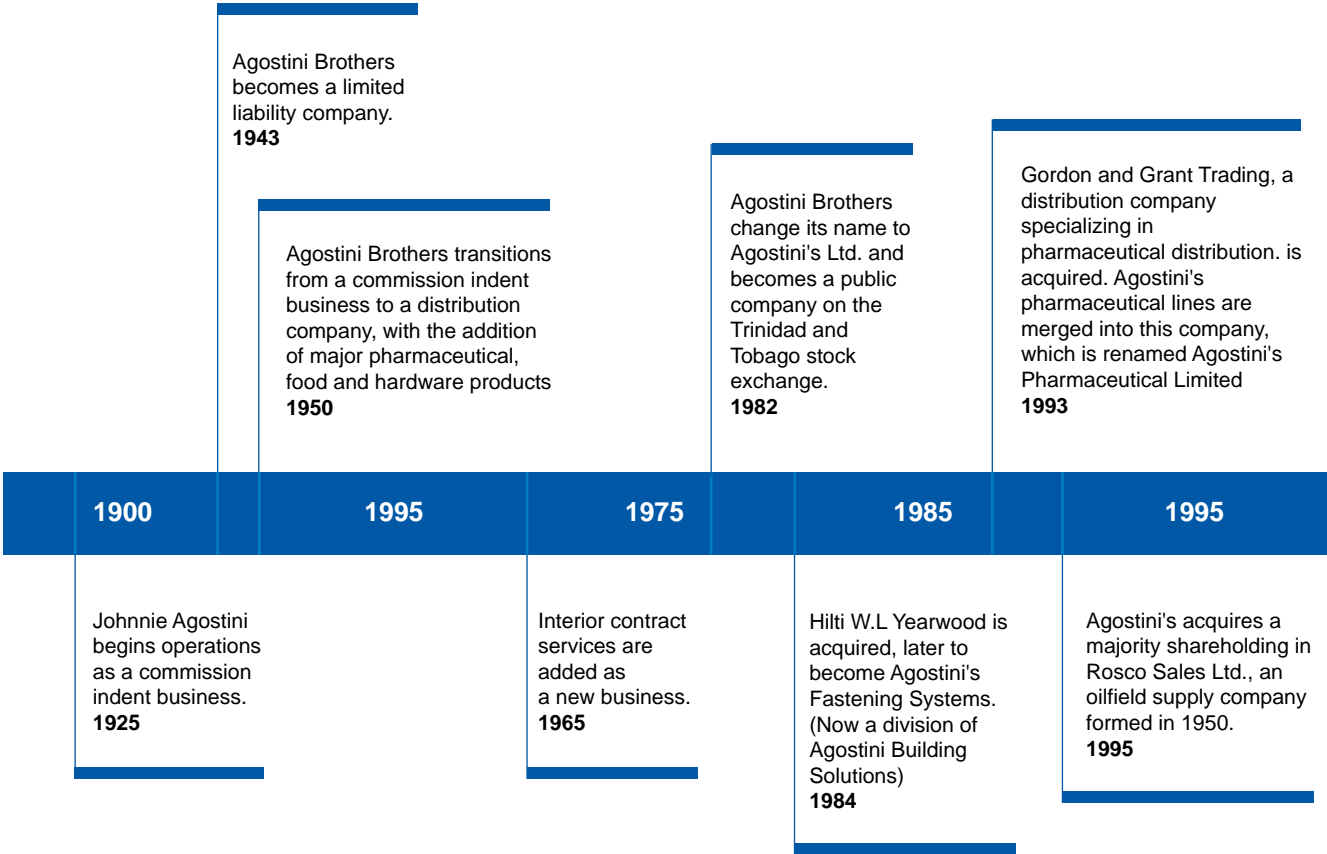 Agostini Brothers
becomes a limited
liability company.
1943
Agostini Brothers transitions
from a commission indent
business to a distribution
company, with the addition
of major pharmaceutical,
food and hardware products
1950
Agostini Brothers
change its name to
Agostini's Ltd. and
becomes a public
company on the
Trinidad and
Tobago stock
exchange.
1982
Gordon and Grant Trading, a
distribution company
specializing in
pharmaceutical distribution. is
acquired. Agostini's
pharmaceutical lines are
merged into this company,
which is renamed Agostini's
Pharmaceutical Limited
1993
1900 1995 1975 1985 1995
Johnnie Agostini
begins operations
as a commission
indent business.
1925
Interior contract
services are
added as
a new business.
1965
Hilti W.L Yearwood is
acquired, later to
become Agostini's
Fastening Systems.
(Now a division of
Agostini Building
Solutions)
1984
Agostini's acquires a
majority shareholding in
Rosco Sales Ltd., an
oilfield supply company
formed in 1950.
1995